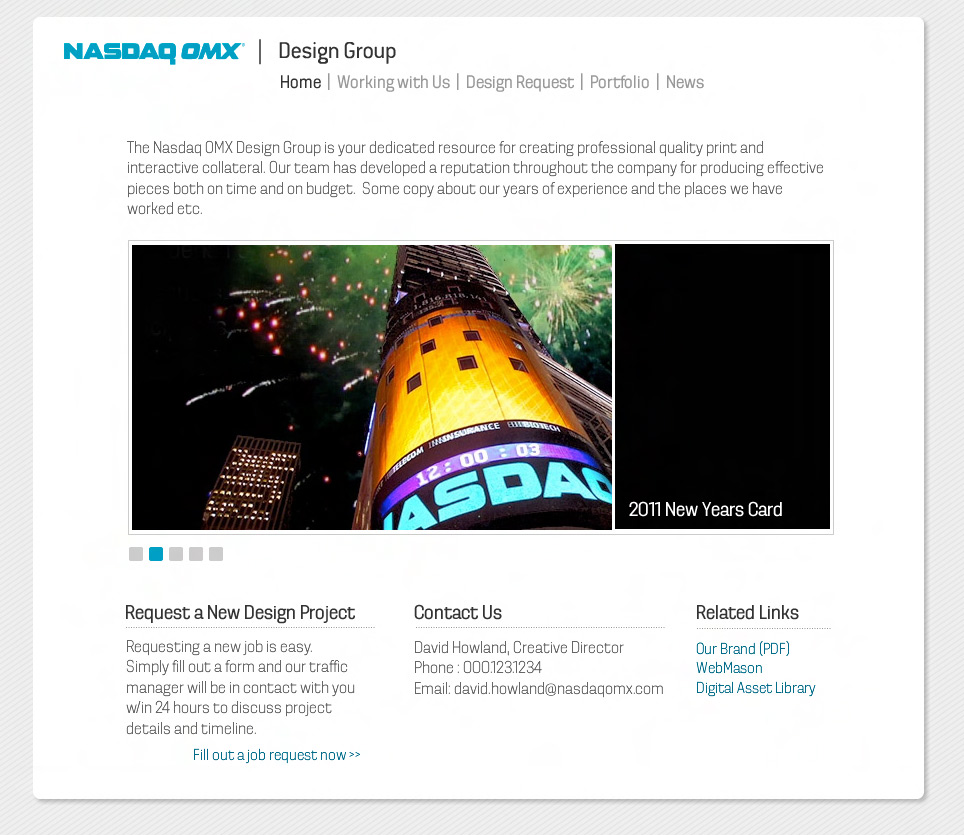 NASDAQ OMX® | Design Group
Home | Working with Us | Design Request | Portfolio | News
The Nasdaq OMX Design Group is your dedicated resource for creating professional quality print and
interactive collateral. Our team has developed a reputation throughout the company for producing effective
pieces both on time and on budget.  Some copy about our years of experience and the places we have
worked etc.
1,816,818,14
TELECOM INSURANCE BIOTECH
12:00:03
NASDAQ
2011 New Years Card
Request a New Design Project
Requesting a new job is easy.
Simply fill out a form and our traffic
manager will be in contact with you
w/in 24 hours to discuss project
details and timeline.
Fill out a job request now >>
Contact Us
David Howland, Creative Director
Phone : 000.123.1234
Email: david.howland@nasdaqomx.com
Related Links
Our Brand (PDF)
WebMason
Digital Asset Library